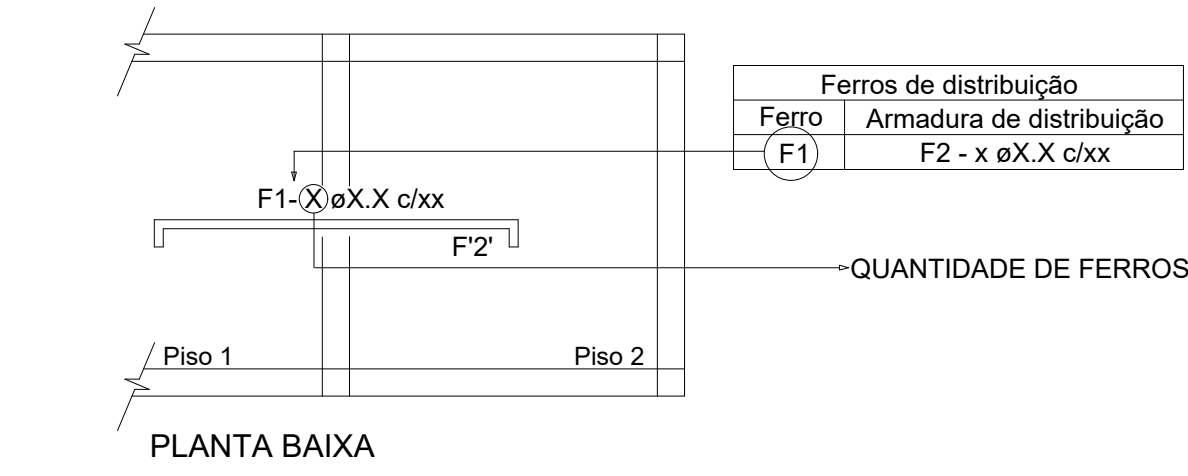 Ferros de distribuição
Ferro Armadura de distribuição
F1 F2 - x øX.X c/xx
F1-X øX.X c/xx
F'2'
QUANTIDADE DE FERROS
Piso 1 Piso 2
PLANTA BAIXA